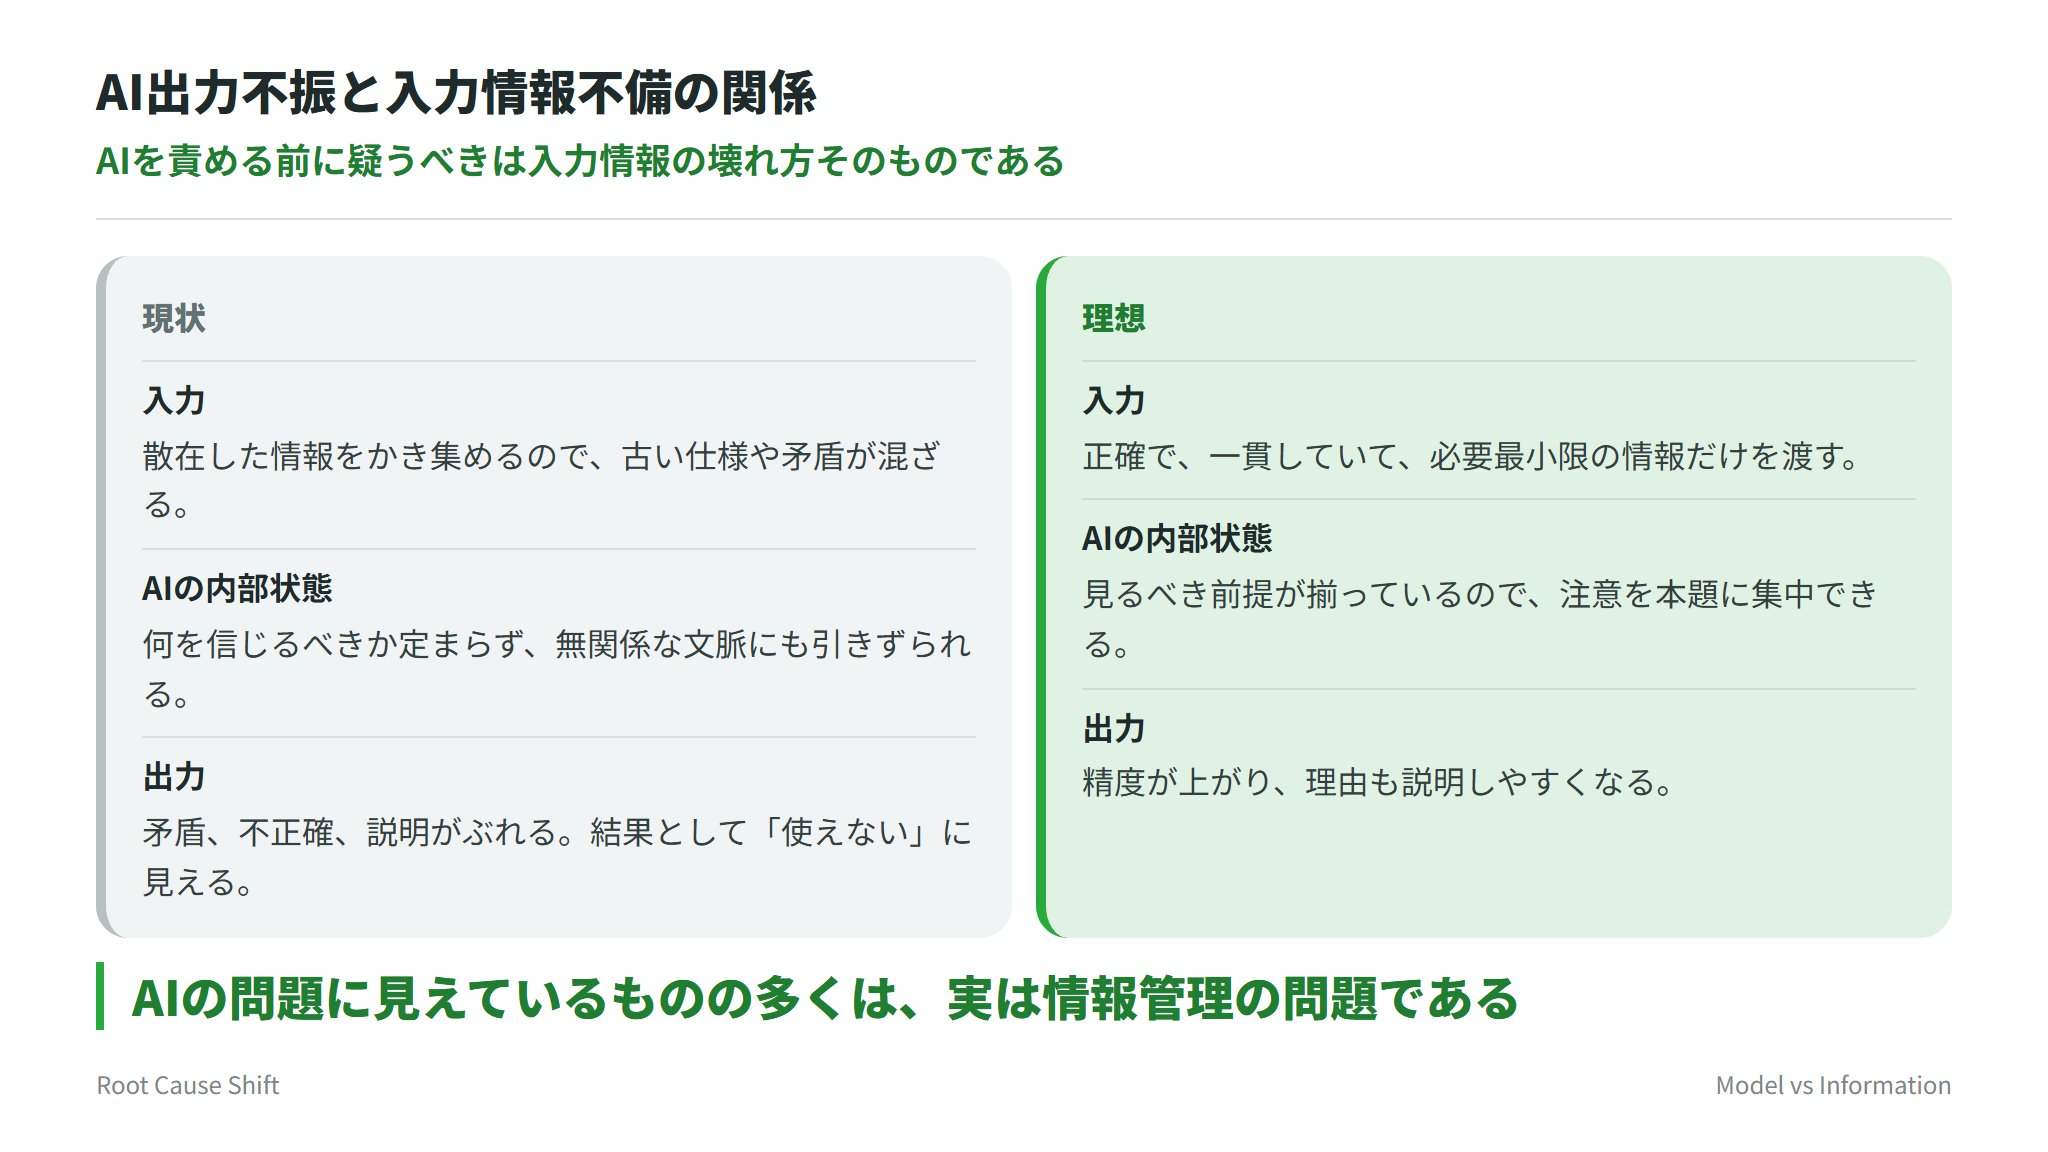 AI出力不振と入力情報不備の関係
AIを責める前に疑うべきは入力情報の壊れ方そのものである
現状
入力
散在した情報をかき集めるので、古い仕様や矛盾が混ざ
る。
AIの内部状態
何を信じるべきか定まらず、無関係な文脈にも引きずられ
る。
出力
矛盾、不正確、説明がぶれる。結果として「使えない」に
見える。
理想
入力
正確で、一貫していて、必要最小限の情報だけを渡す。
AIの内部状態
見るべき前提が揃っているので、注意を本題に集中でき
る。
出力
精度が上がり、理由も説明しやすくなる。
AIの問題に見えているものの多くは、実は情報管理の問題である
Root Cause Shift
Model vs Information